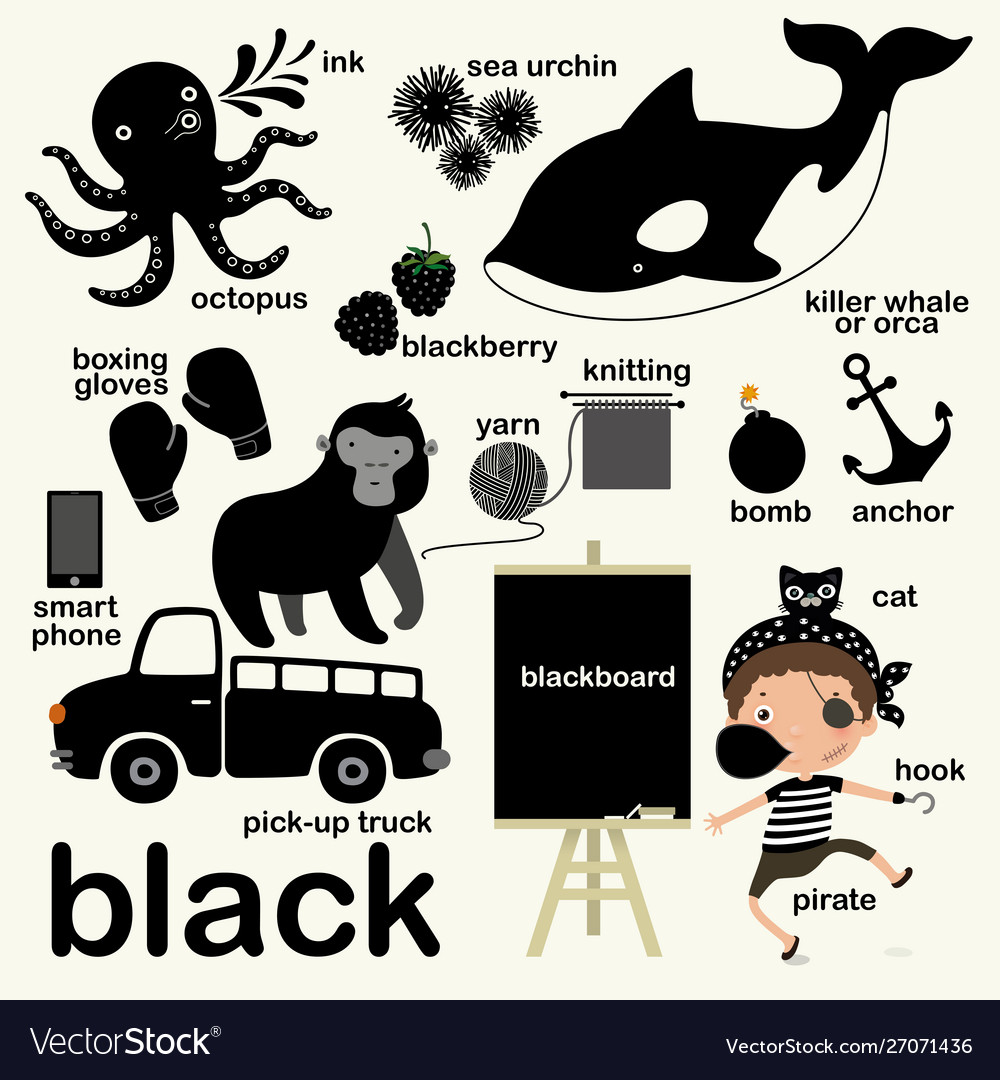 ink
sea urchin
octopus
killer whale
or orca
blackberry
boxing
gloves
knitting
yarn
bomb
anchor
smart
phone
cat
blackboard
hook
pick-up truck
pirate
black
VectorStock®
VectorStock.com/27071436